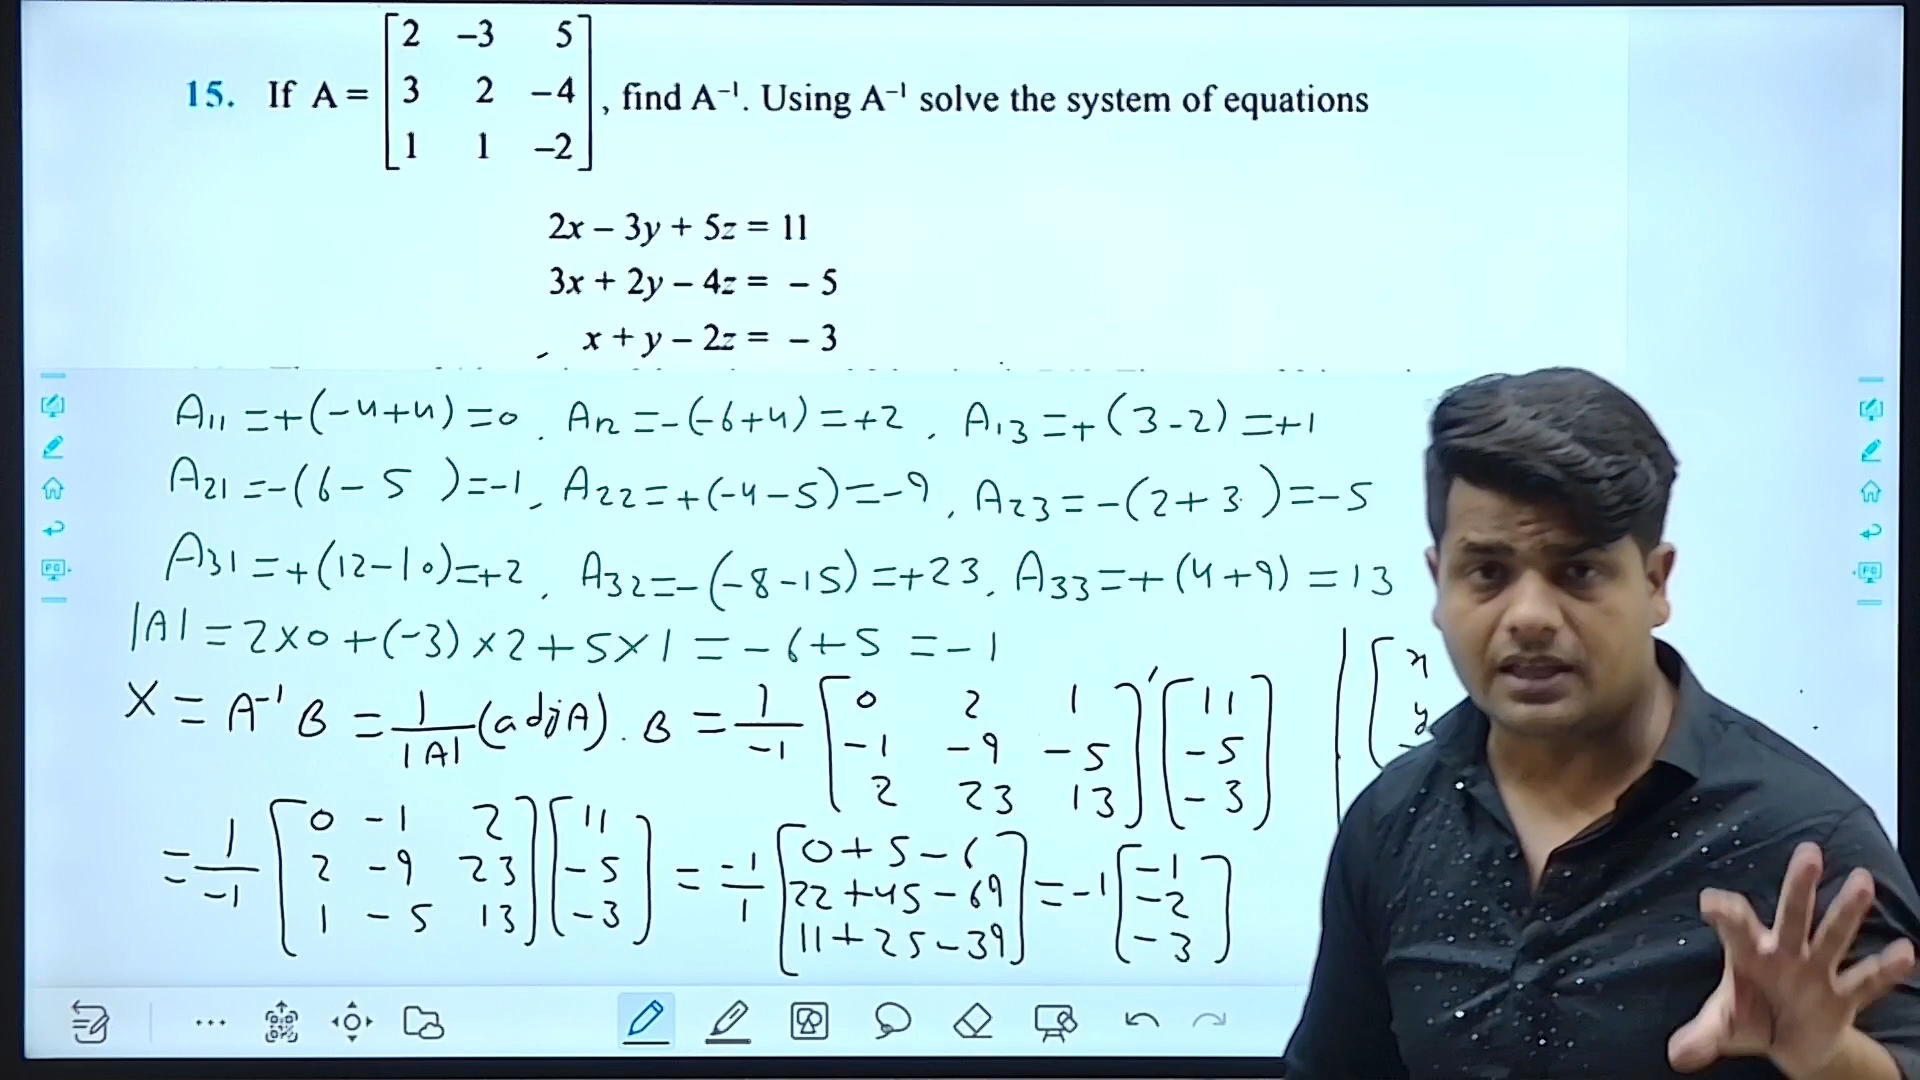 15. If A = [2 -3 5
3 2 -4
1 1 -2], find A⁻¹. Using A⁻¹ solve the system of equations
2x – 3y + 5z = 11
3x + 2y – 4z = – 5
x + y – 2z = – 3
A₁₁ = +(-4+4) = 0, A₁₂ = -(-6+4) = +2, A₁₃ = +(3-2) = +1
A₂₁ = -(6-5) = -1, A₂₂ = +(-4-5) = -9, A₂₃ = -(2+3) = -5
A₃₁ = +(12-10) = +2, A₃₂ = -(-8-15) = +23, A₃₃ = +(4+9) = 13
|A| = 2×0 + (-3)×2 + 5×1 = -6+5 = -1
X = A⁻¹B = 1/|A| (adjA). B = 1/-1 [0 2 1
-1 -9 -5
2 23 13]' [11
-5
-3] [x
y
= 1/-1 [0 -1 2
2 -9 23
1 -5 13] [11
-5
-3] = -1/1 [0+5-6
22+45-69
11+25-39] = -1 [-1
-2
-3]